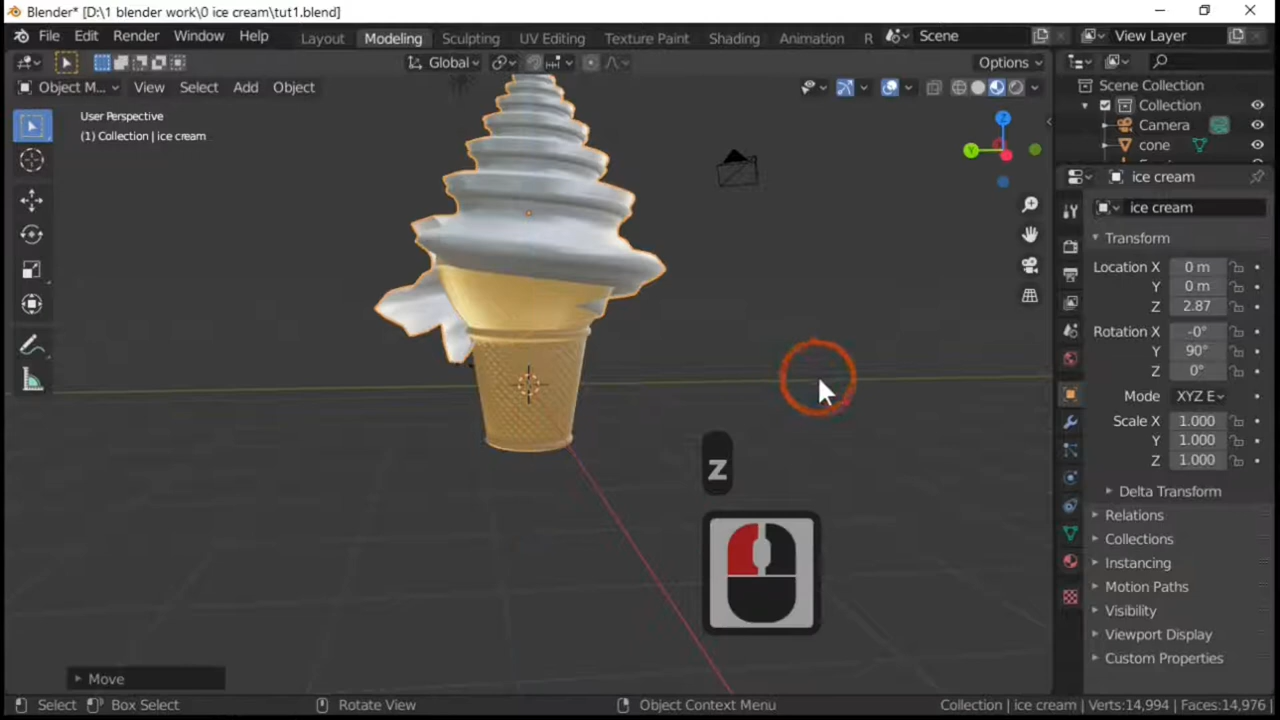 Blender* [D:\1 blender work\0 ice cream\tut1.blend]
File Edit Render Window Help Layout Modeling Sculpting UV Editing Texture Paint Shading Animation R Scene View Layer
Global Options
Object M... View Select Add Object
User Perspective
(1) Collection | ice cream
Z
Y
Scene Collection
Collection
Camera
cone
ice cream
ice cream
Transform
Location X 0 m
Y 0 m
Z 2.87
Rotation X -0°
Y 90°
Z 0°
Mode XYZ E
Scale X 1.000
Y 1.000
Z 1.000
Delta Transform
Relations
Collections
Instancing
Motion Paths
Visibility
Viewport Display
Custom Properties
Z
Move
Select Box Select Rotate View Object Context Menu Collection | ice cream | Verts:14,994 | Faces:14,976 |